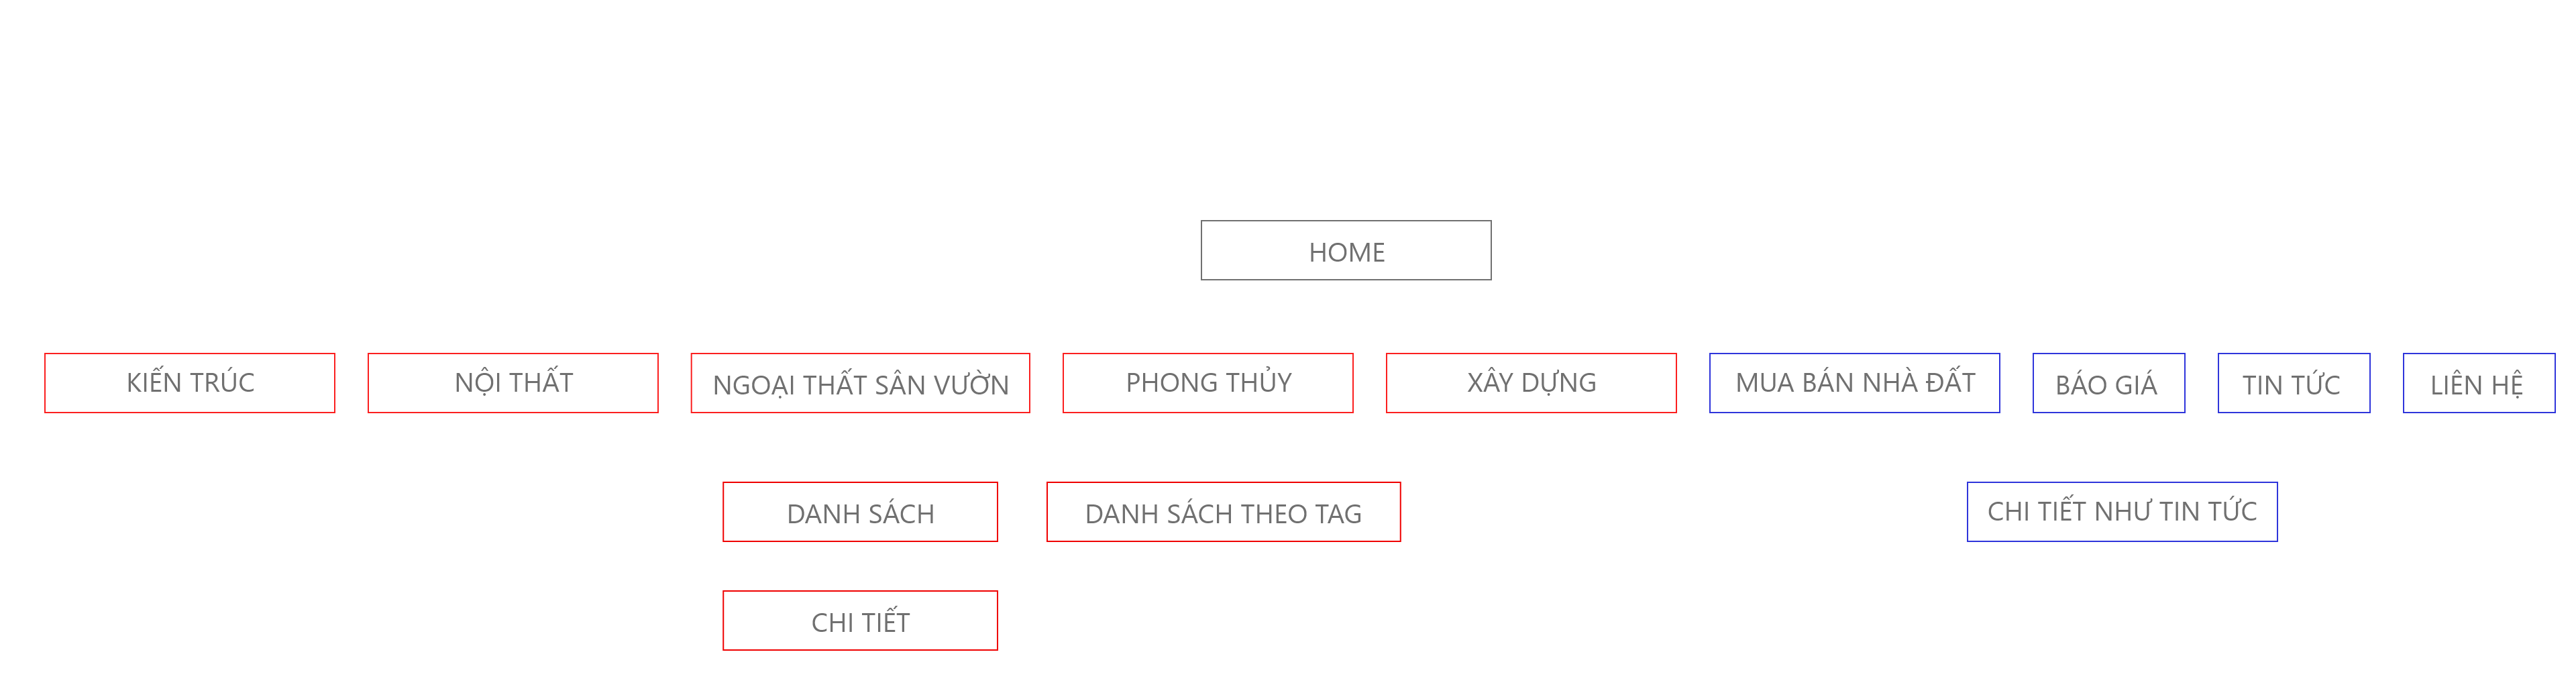 HOME
KIẾN TRÚC
NỘI THẤT
NGOẠI THẤT SÂN VƯỜN
PHONG THỦY
XÂY DỰNG
MUA BÁN NHÀ ĐẤT
BÁO GIÁ
TIN TỨC
LIÊN HỆ
DANH SÁCH
DANH SÁCH THEO TAG
CHI TIẾT NHƯ TIN TỨC
CHI TIẾT